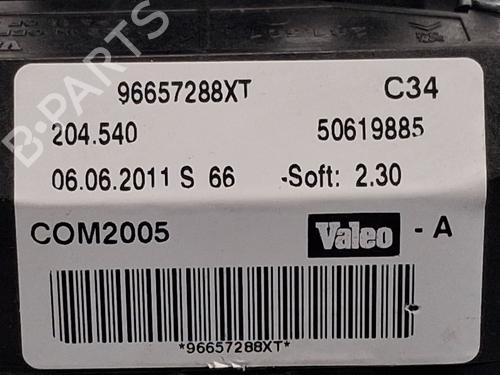 96657288XT C34
204.540 50619885
06.06.2011 S 66 -Soft: 2.30
COM2005 Valeo - A
*96657288XT*
B-PARTS